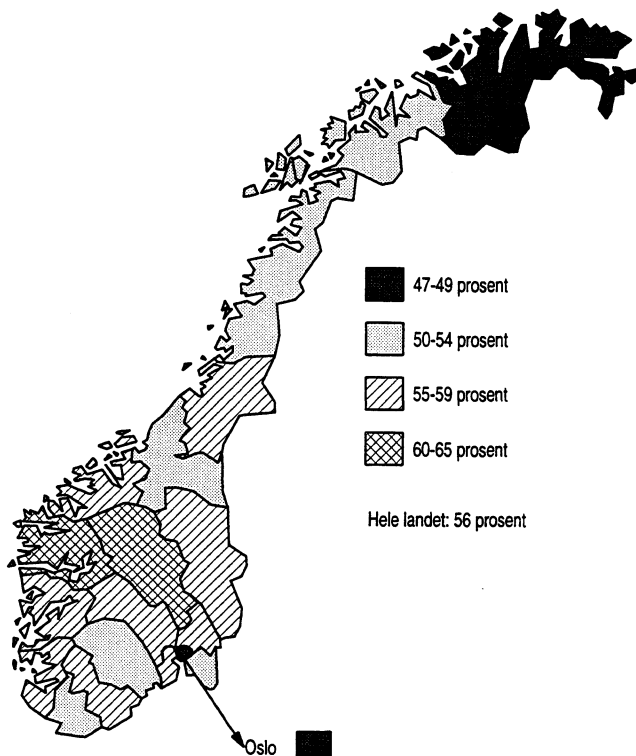 47-49 prosent
50-54 prosent
55-59 prosent
60-65 prosent
Hele landet: 56 prosent
Oslo